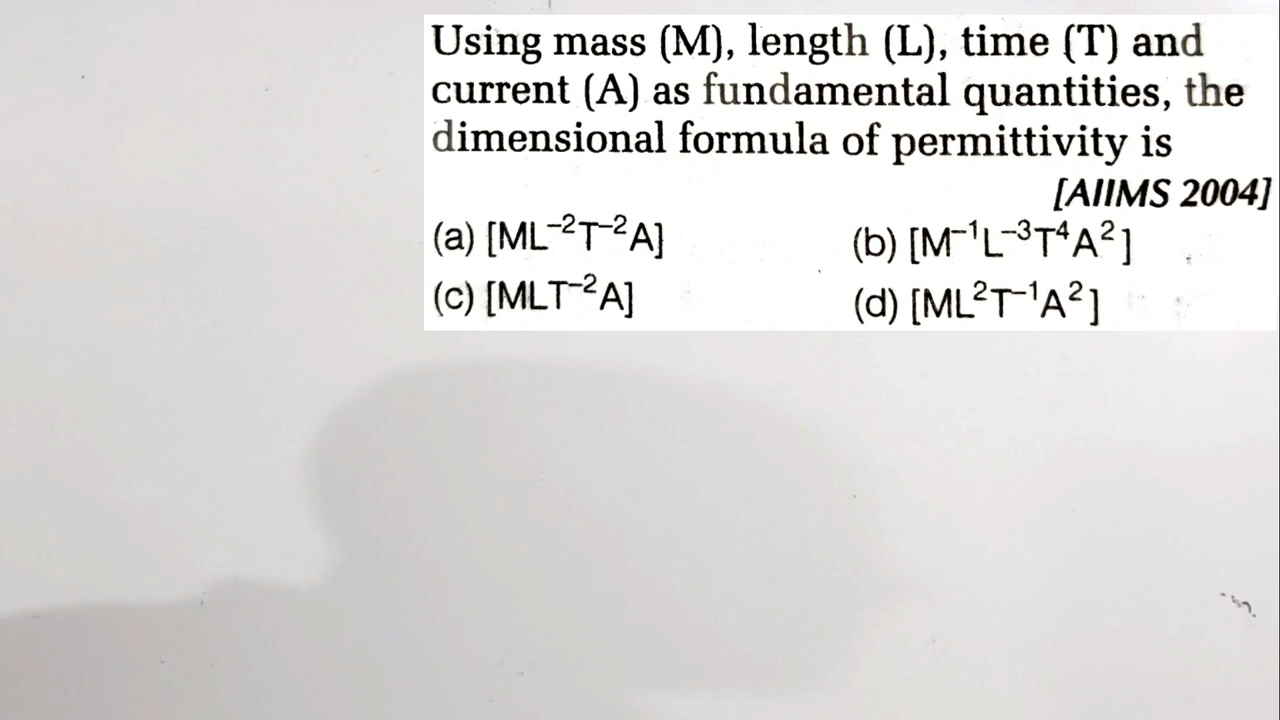 Using mass (M), length (L), time (T) and
current (A) as fundamental quantities, the
dimensional formula of permittivity is
[AIIMS 2004]
(a) [ML⁻²T⁻²A] (b) [M⁻¹L⁻³T⁴A²]
(c) [MLT⁻²A] (d) [ML²T⁻¹A²]